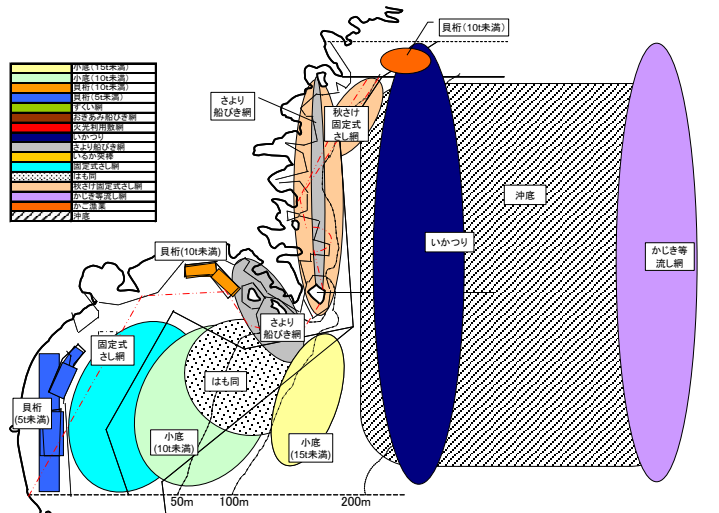 貝桁(10t未満)
小底(15t未満)
小底(10t未満)
貝桁(10t未満)
貝桁(5t未満)
すくい網
おきあみ船びき網
火光利用敷網
いかつり
さより船びき網
いるか突棒
固定式さし網
はも同
秋さけ固定式さし網
かじき等流し網
かご漁業
沖底
さより
船びき網
秋さけ
固定式
さし網
沖底
いかつり
かじき等
流し網
貝桁(10t未満)
さより
船びき網
固定式
さし網
はも同
貝桁
(5t未満)
小底
(10t未満)
小底
(15t未満)
50m
100m
200m